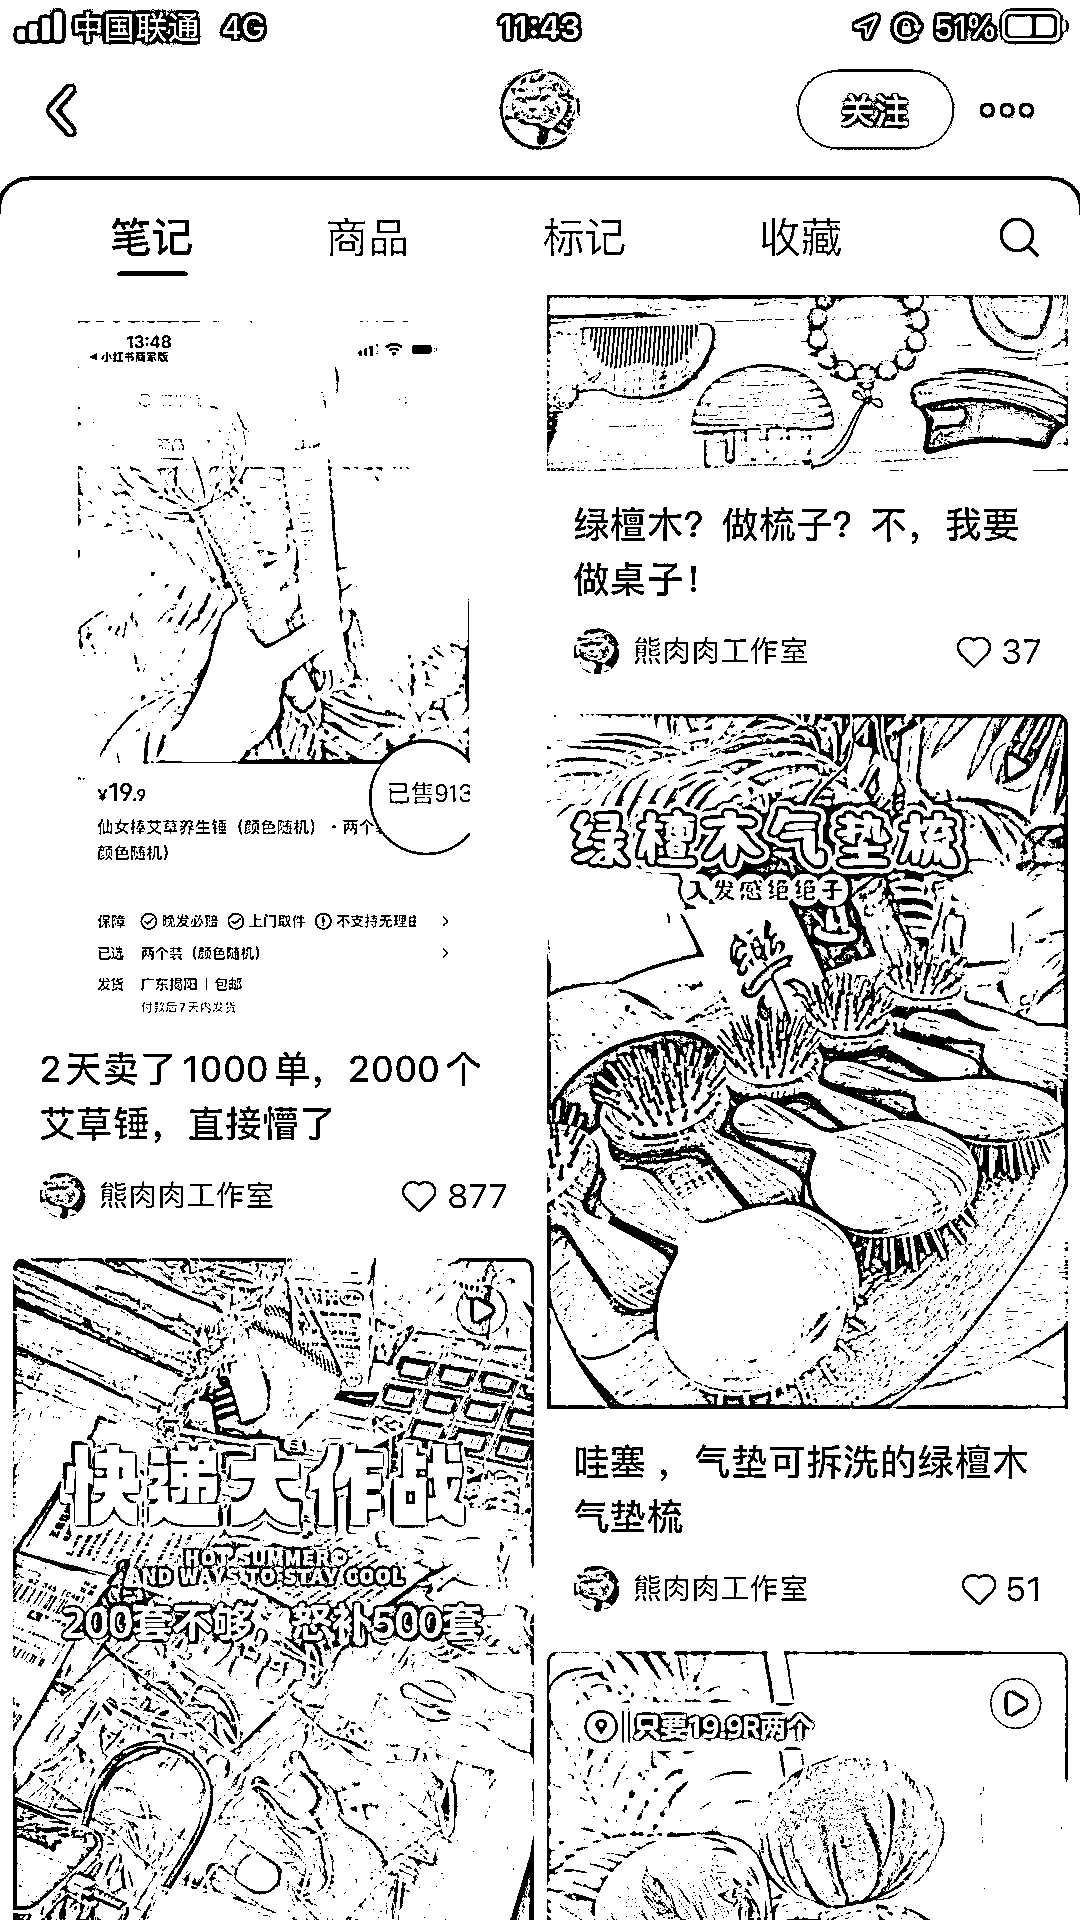 中国联通 4G 11:43 51%
关注
笔记 商品 标记 收藏
13:48
小红书商家版
¥19.9
已售913
仙女棒艾草养生锤（颜色随机）·两个
颜色随机）
保障 晚发必赔 上门取件 不支持无理由
已选 两个装（颜色随机）
发货 广东揭阳 | 包邮
付款后7天内发货
2天卖了1000单，2000个
艾草锤，直接懵了
熊肉肉工作室 877
快递大作战
HOT SUMMER
AND WAYS TO STAY COOL
200套不够，怒补500套
绿檀木？做梳子？不，我要
做桌子！
熊肉肉工作室 37
绿檀木气垫梳
入发感绝绝子
哇塞，气垫可拆洗的绿檀木
气垫梳
熊肉肉工作室 51
只要19.9R两个